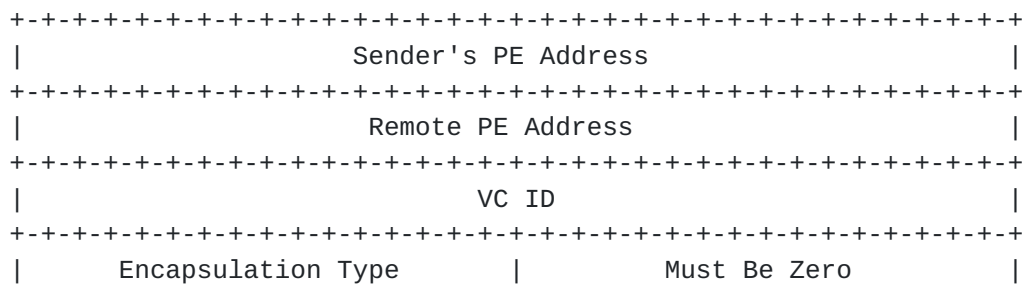 +-+-+-+-+-+-+-+-+-+-+-+-+-+-+-+-+-+-+-+-+-+-+-+-+-+-+-+-+-+-+-+-+
|                     Sender's PE Address                       |
+-+-+-+-+-+-+-+-+-+-+-+-+-+-+-+-+-+-+-+-+-+-+-+-+-+-+-+-+-+-+-+-+
|                      Remote PE Address                        |
+-+-+-+-+-+-+-+-+-+-+-+-+-+-+-+-+-+-+-+-+-+-+-+-+-+-+-+-+-+-+-+-+
|                             VC ID                             |
+-+-+-+-+-+-+-+-+-+-+-+-+-+-+-+-+-+-+-+-+-+-+-+-+-+-+-+-+-+-+-+-+
|      Encapsulation Type       |         Must Be Zero          |